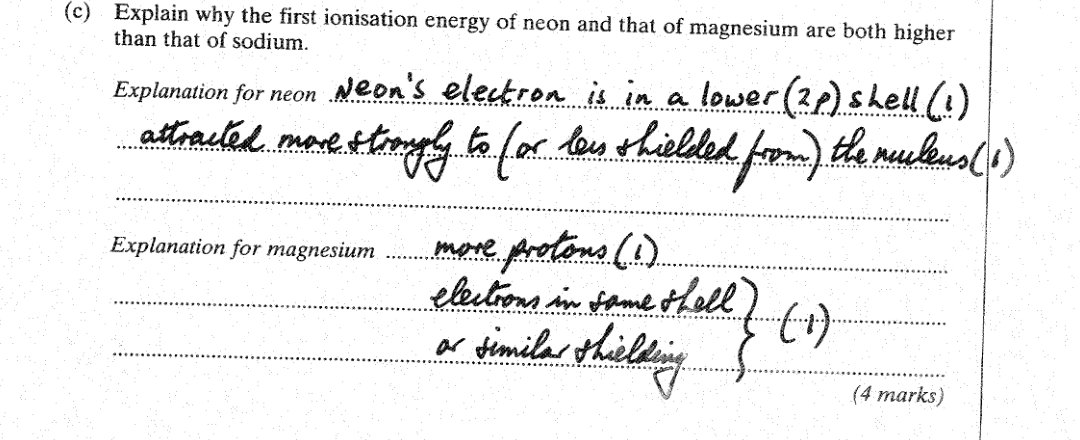 (c) Explain why the first ionisation energy of neon and that of magnesium are both higher
than that of sodium.
Explanation for neon Neon's electron is in a lower (2p) shell (1)
attracted more strongly to (or less shielded from) the nucleus (1)
Explanation for magnesium more protons (1)
electrons in same shell } (1)
or similar shielding
(4 marks)